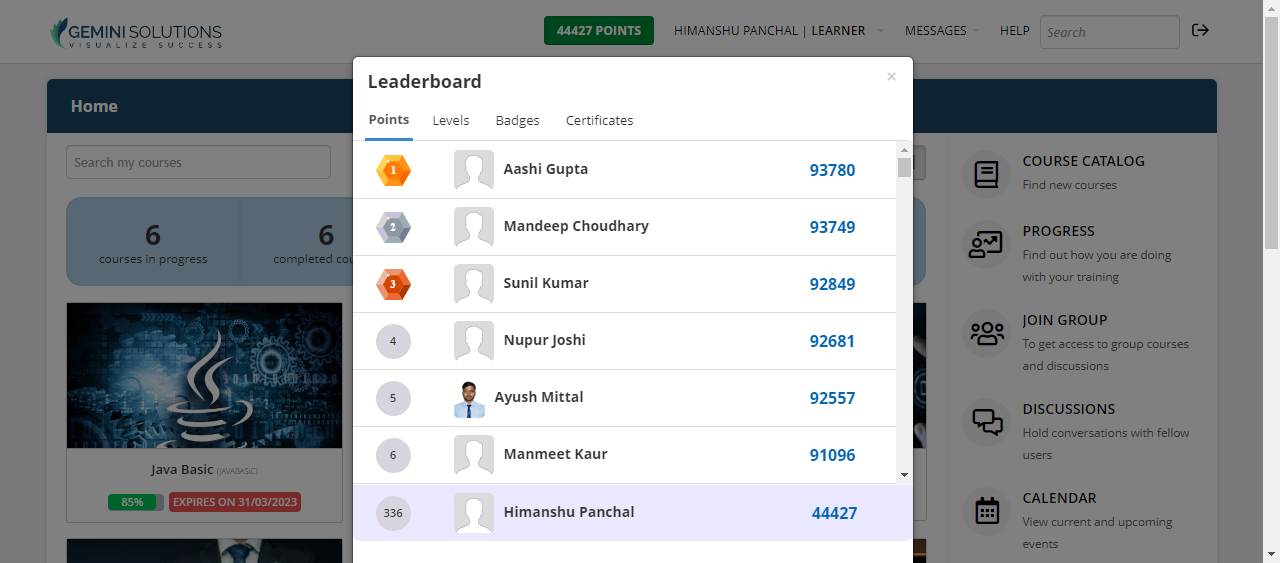 GEMINI SOLUTIONS
VISUALIZE SUCCESS
44427 POINTS
HIMANSHU PANCHAL | LEARNER
MESSAGES
HELP
Search
Home
Search my courses
6
courses in progress
6
completed cou
Java Basic (JAVABASIC)
85%
EXPIRES ON 31/03/2023
Leaderboard
×
Points
Levels
Badges
Certificates
1 Aashi Gupta 93780
2 Mandeep Choudhary 93749
3 Sunil Kumar 92849
4 Nupur Joshi 92681
5 Ayush Mittal 92557
6 Manmeet Kaur 91096
336 Himanshu Panchal 44427
COURSE CATALOG
Find new courses
PROGRESS
Find out how you are doing
with your training
JOIN GROUP
To get access to group courses
and discussions
DISCUSSIONS
Hold conversations with fellow
users
CALENDAR
View current and upcoming
events